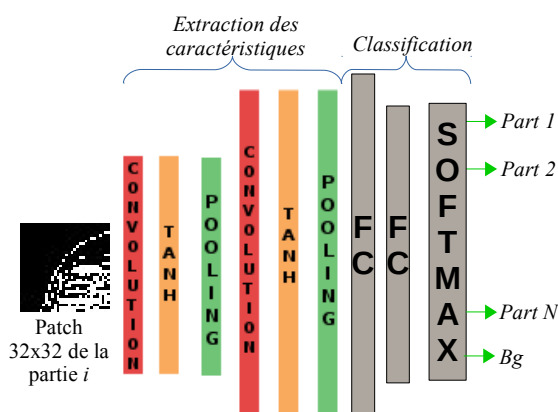 Extraction des
caractéristiques
Classification
CONVOLUTION
TANH
POOLING
CONVOLUTION
TANH
POOLING
FC
FC
SOFTMAX
Part 1
Part 2
Part N
Bg
Patch
32x32 de la
partie i